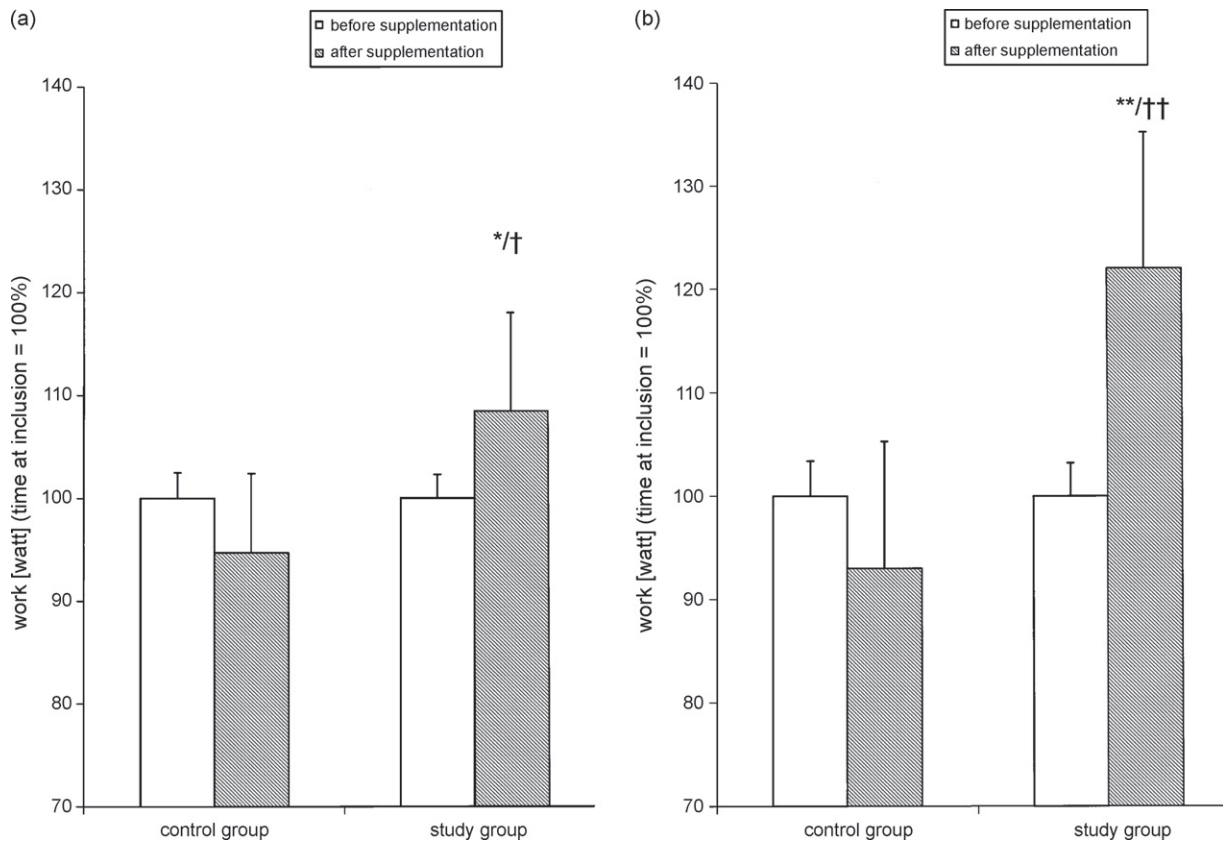 (a)
before supplementation
after supplementation
140
130
120
110
100
90
80
70
work [watt] (time at inclusion = 100%)
*/†
control group
study group
(b)
before supplementation
after supplementation
140
130
120
110
100
90
80
70
work [watt] (time at inclusion = 100%)
**/††
control group
study group